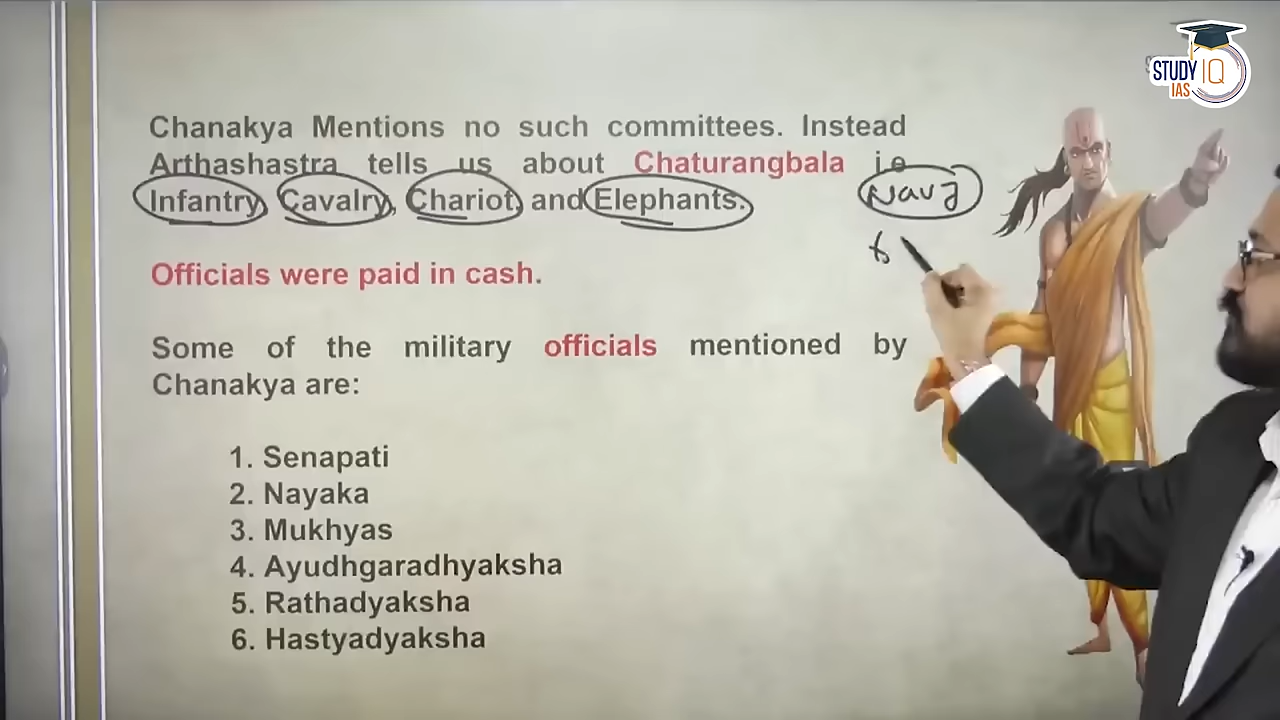 STUDY IQ
IAS
Chanakya Mentions no such committees. Instead
Arthashastra tells us about Chaturangbala i.e
Infantry, Cavalry, Chariot, and Elephants.
Navy
&
Officials were paid in cash.
Some of the military officials mentioned by
Chanakya are:
1. Senapati
2. Nayaka
3. Mukhyas
4. Ayudhgaradhyaksha
5. Rathadyaksha
6. Hastyadyaksha